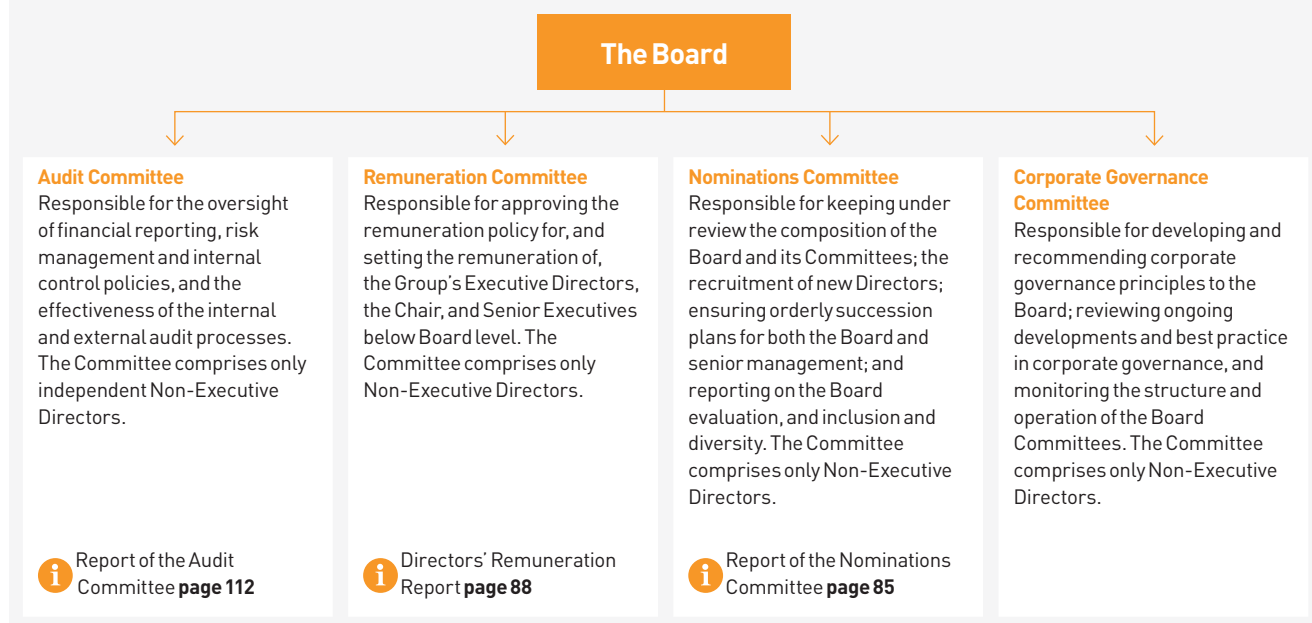 The Board
Audit Committee
Responsible for the oversight
of financial reporting, risk
management and internal
control policies, and the
effectiveness of the internal
and external audit processes.
The Committee comprises only
independent Non-Executive
Directors.
Report of the Audit
Committee page 112
Remuneration Committee
Responsible for approving the
remuneration policy for, and
setting the remuneration of,
the Group’s Executive Directors,
the Chair, and Senior Executives
below Board level. The
Committee comprises only
Non-Executive Directors.
Directors’ Remuneration
Report page 88
Nominations Committee
Responsible for keeping under
review the composition of the
Board and its Committees; the
recruitment of new Directors;
ensuring orderly succession
plans for both the Board and
senior management; and
reporting on the Board
evaluation, and inclusion and
diversity. The Committee
comprises only Non-Executive
Directors.
Report of the Nominations
Committee page 85
Corporate Governance
Committee
Responsible for developing and
recommending corporate
governance principles to the
Board; reviewing ongoing
developments and best practice
in corporate governance, and
monitoring the structure and
operation of the Board
Committees. The Committee
comprises only Non-Executive
Directors.